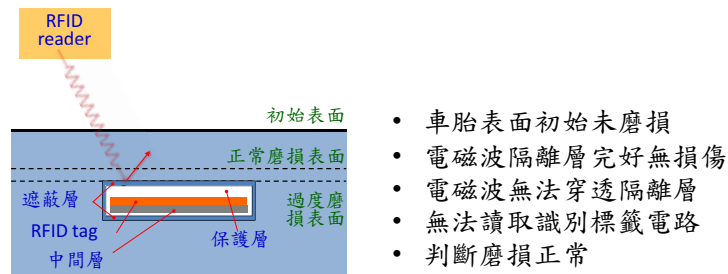 RFID
reader
初始表面
正常磨損表面
遮蔽層
過度磨
損表面
RFID tag
保護層
中間層
• 車胎表面初始未磨損
• 電磁波隔離層完好無損傷
• 電磁波無法穿透隔離層
• 無法讀取識別標籤電路
• 判斷磨損正常